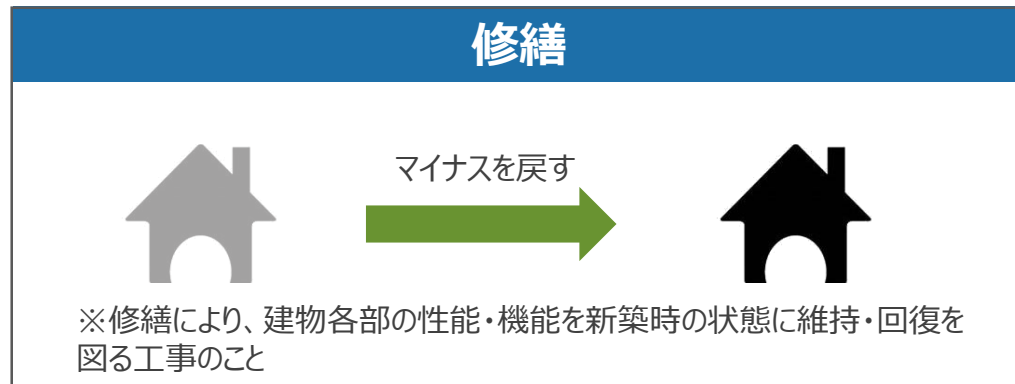 修繕
マイナスを戻す
※修繕により、建物各部の性能・機能を新築時の状態に維持・回復を
図る工事のこと